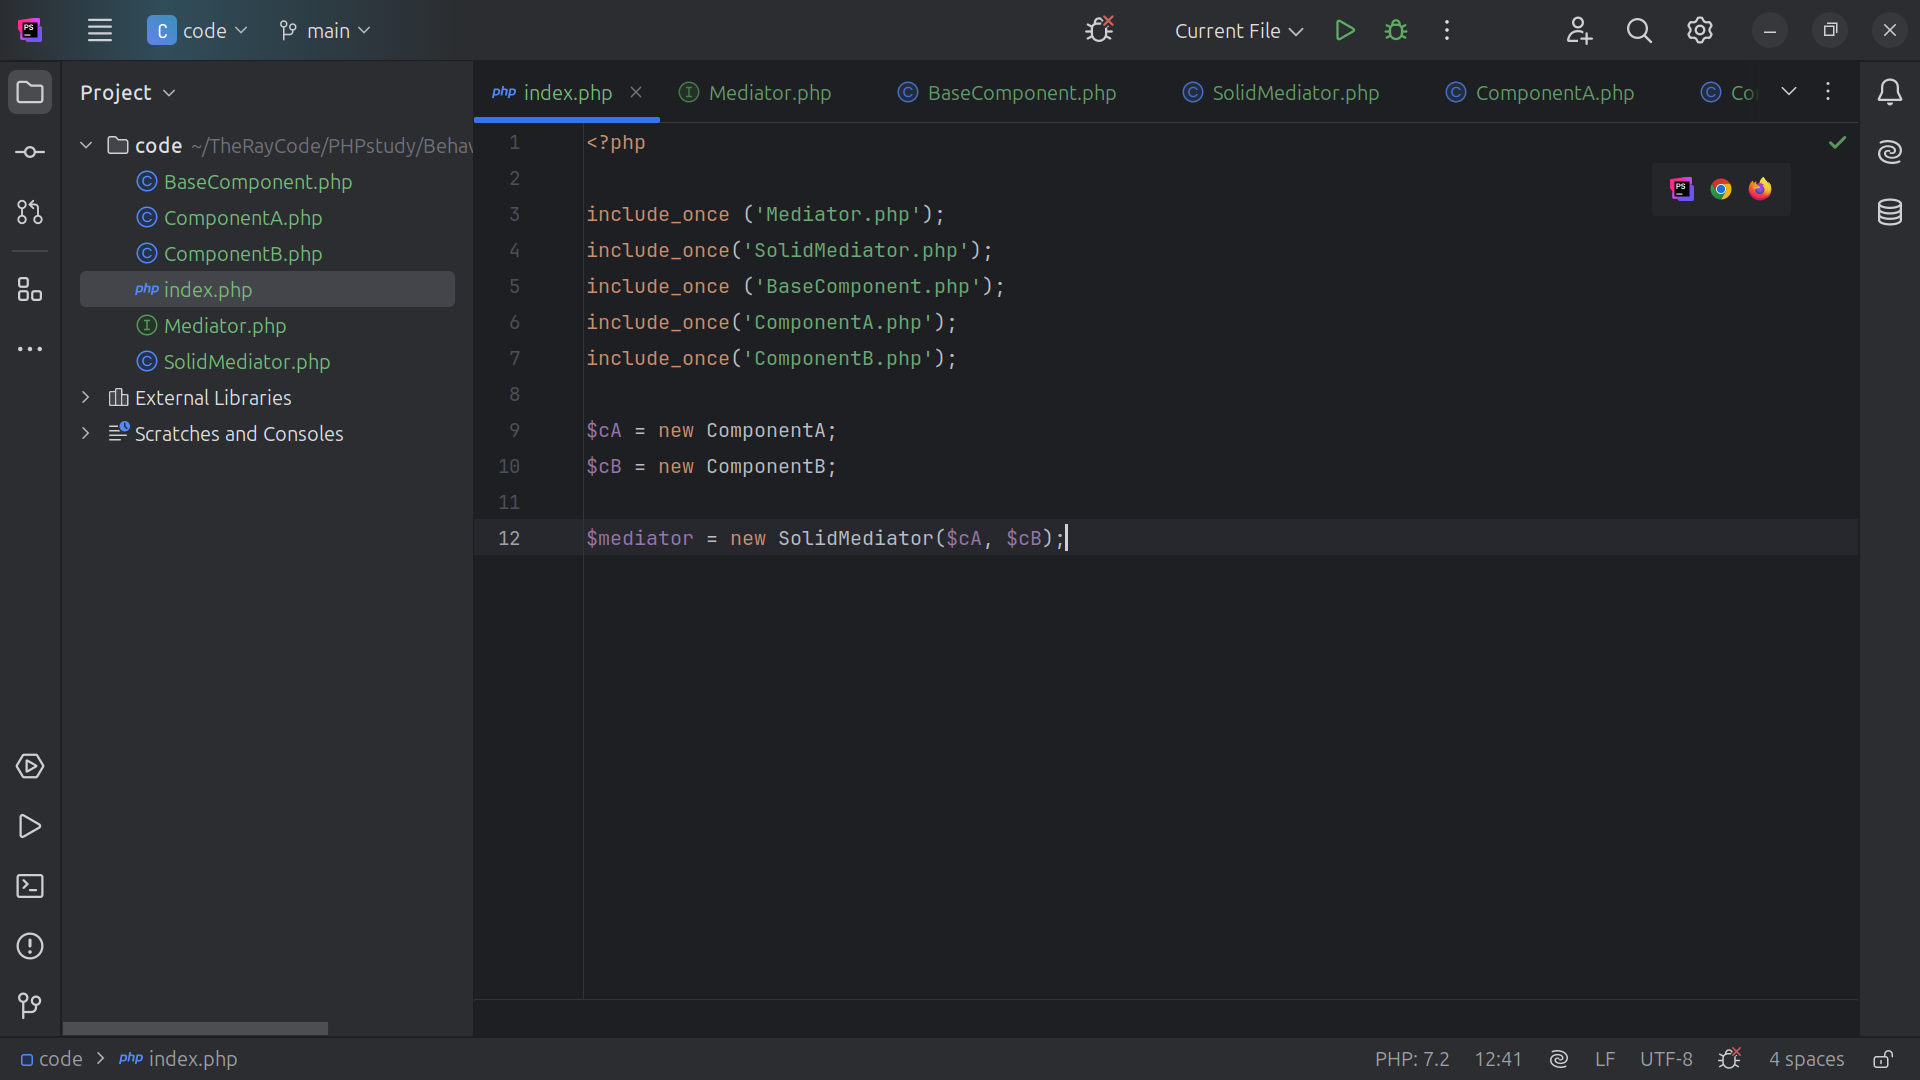 C code main Current File
Project
code ~/TheRayCode/PHPstudy/Behav
BaseComponent.php
ComponentA.php
ComponentB.php
php index.php
Mediator.php
SolidMediator.php
External Libraries
Scratches and Consoles
php index.php Mediator.php BaseComponent.php SolidMediator.php ComponentA.php Co
1 <?php
2
3 include_once ('Mediator.php');
4 include_once('SolidMediator.php');
5 include_once ('BaseComponent.php');
6 include_once('ComponentA.php');
7 include_once('ComponentB.php');
8
9 $cA = new ComponentA;
10 $cB = new ComponentB;
11
12 $mediator = new SolidMediator($cA, $cB);
code > php index.php PHP: 7.2 12:41 LF UTF-8 4 spaces